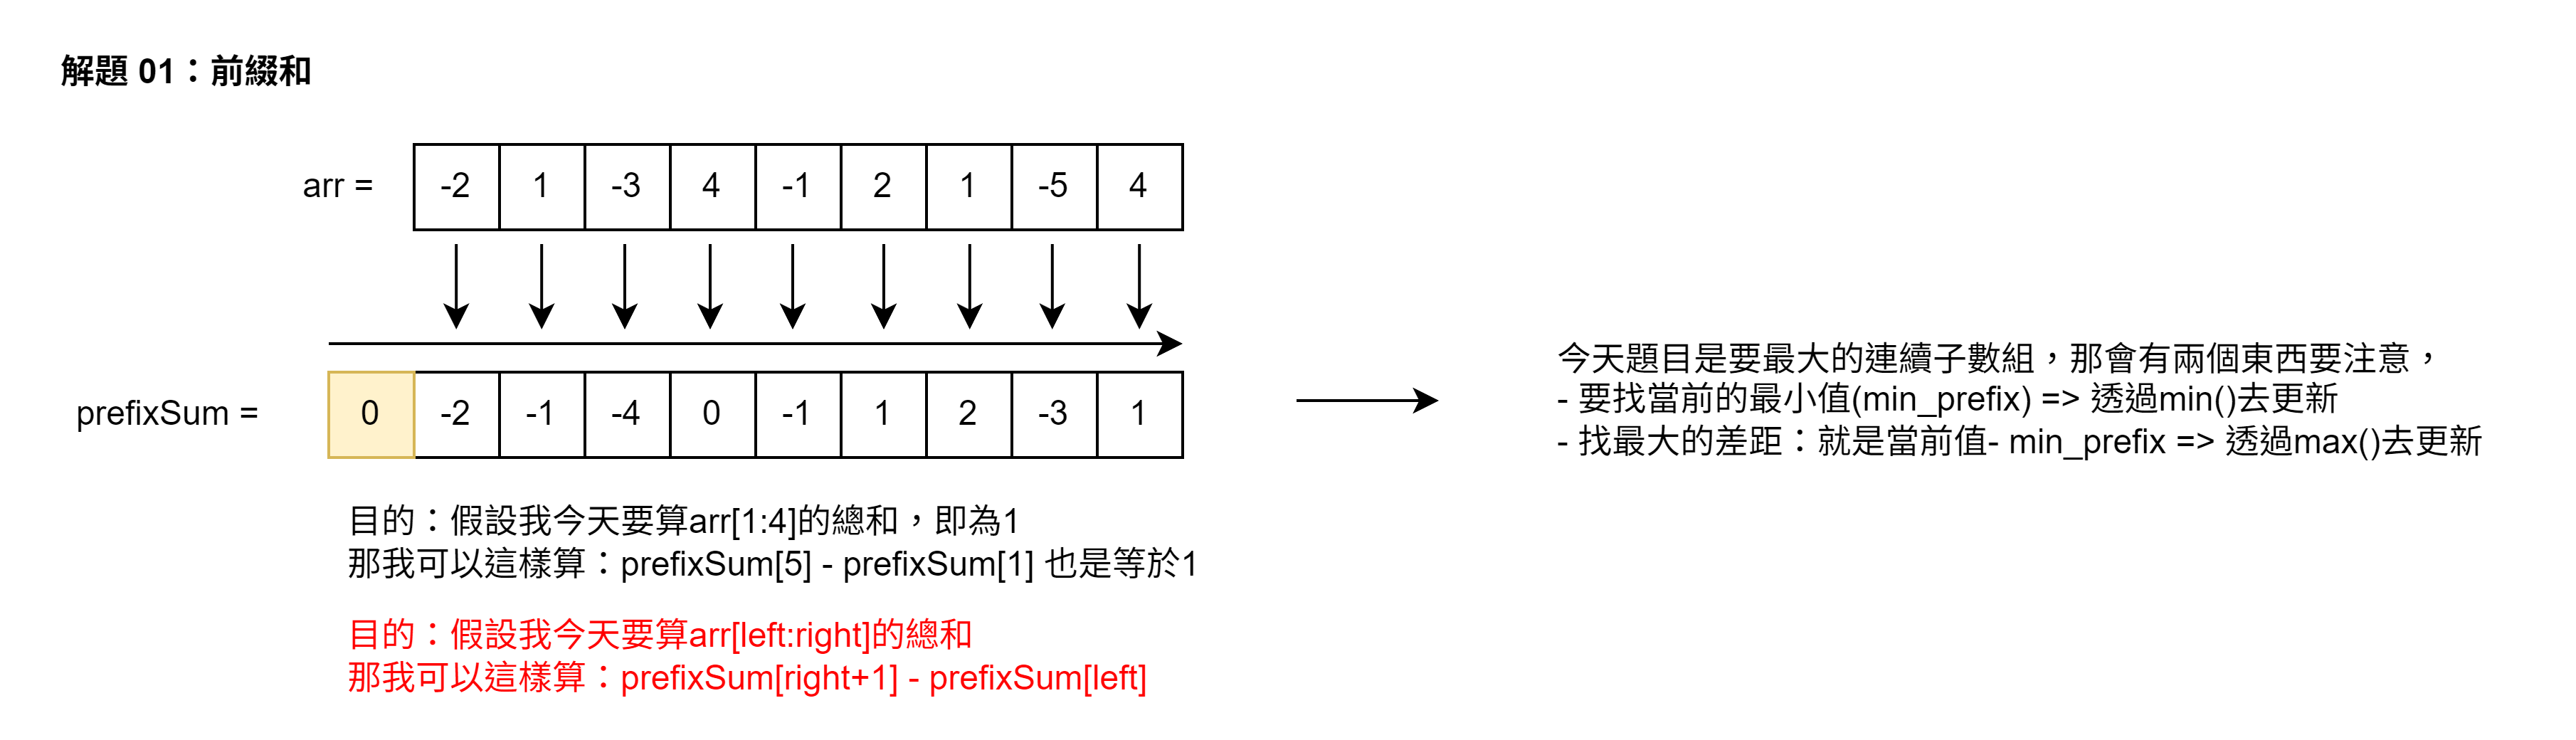 解題 01：前綴和
arr = -2 1 -3 4 -1 2 1 -5 4
prefixSum = 0 -2 -1 -4 0 -1 1 2 -3 1
目的：假設我今天要算arr[1:4]的總和，即為1
那我可以這樣算：prefixSum[5] - prefixSum[1] 也是等於1
目的：假設我今天要算arr[left:right]的總和
那我可以這樣算：prefixSum[right+1] - prefixSum[left]
今天題目是要最大的連續子數組，那會有兩個東西要注意，
- 要找當前的最小值(min_prefix) => 透過min()去更新
- 找最大的差距：就是當前值- min_prefix => 透過max()去更新